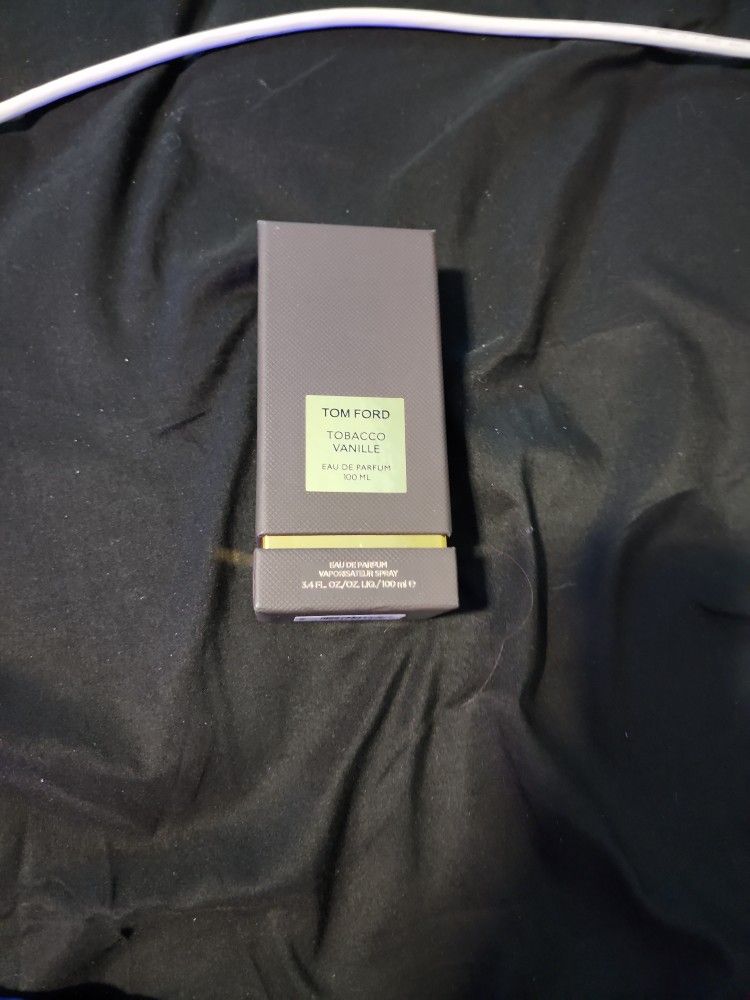 TOM FORD
TOBACCO
VANILLE
EAU DE PARFUM
100 ML
EAU DE PARFUM
VAPORISATEUR SPRAY
3.4 FL. OZ./OZ. LIQ./100 ml ℮